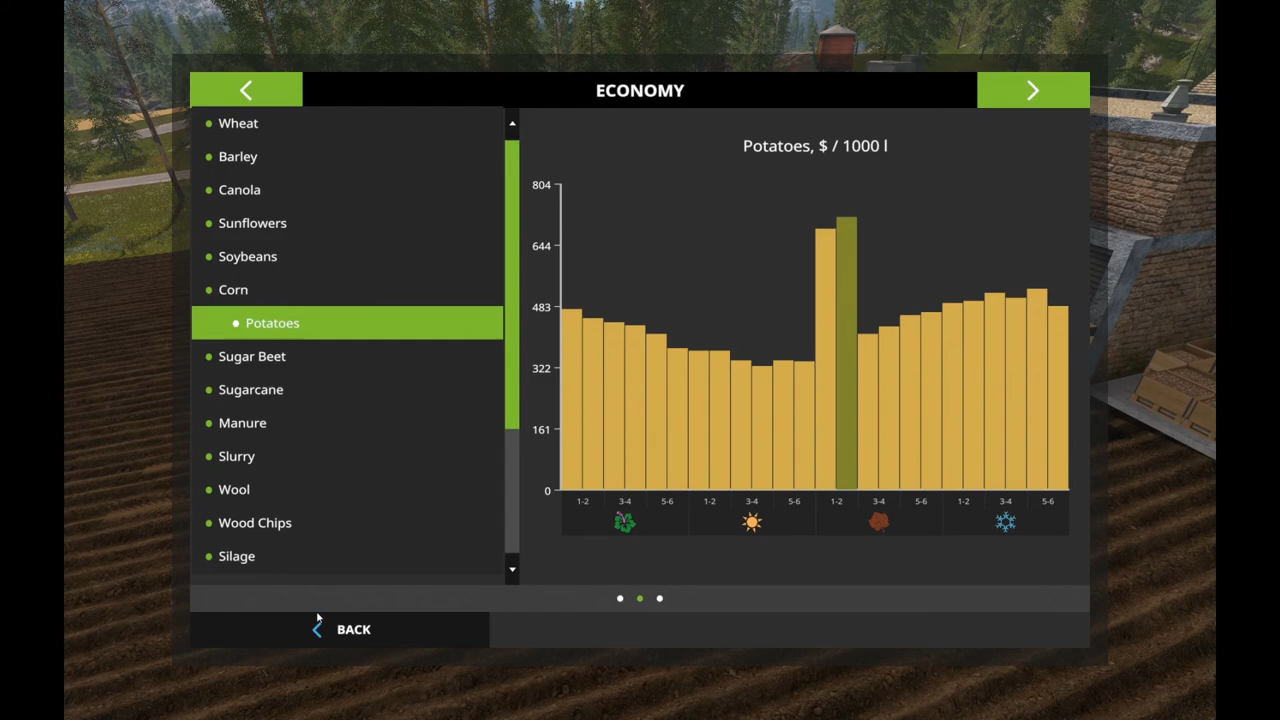 ECONOMY
Wheat
Barley
Canola
Sunflowers
Soybeans
Corn
Potatoes
Sugar Beet
Sugarcane
Manure
Slurry
Wool
Wood Chips
Silage
Potatoes, $ / 1000 l
804
644
483
322
161
0
1-2 3-4 5-6 1-2 3-4 5-6 1-2 3-4 5-6 1-2 3-4 5-6
BACK